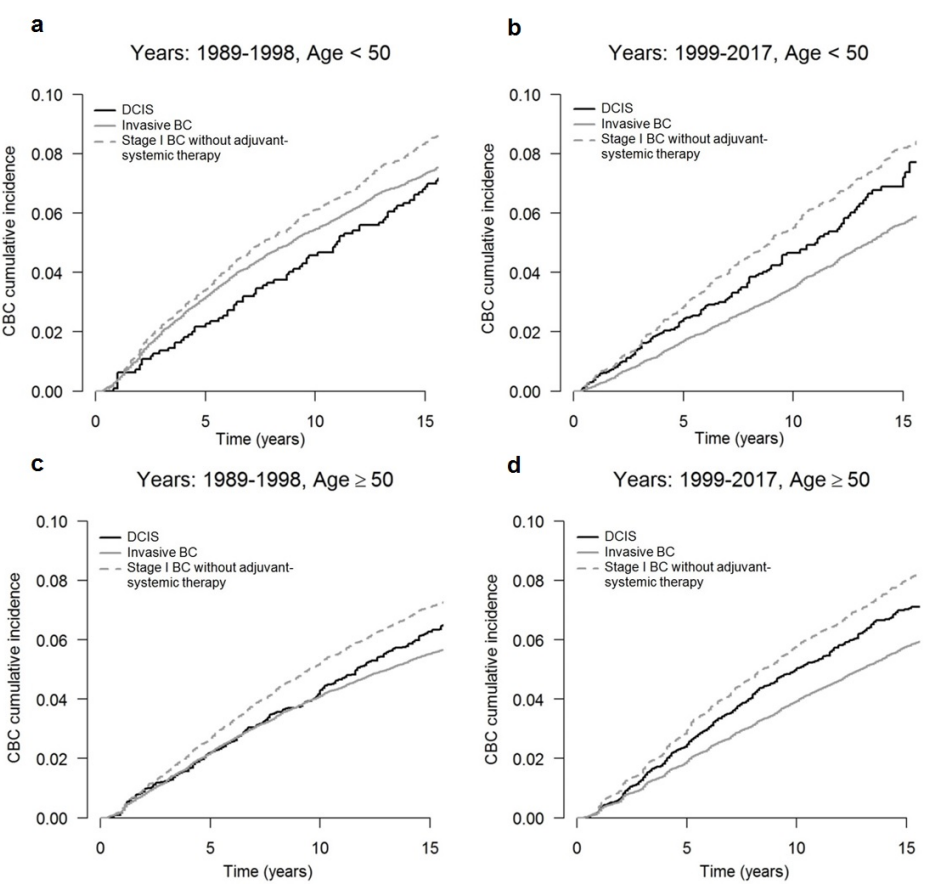 a
Years: 1989-1998, Age < 50
CBC cumulative incidence
0.10
0.08
0.06
0.04
0.02
0.00
DCIS
Invasive BC
Stage I BC without adjuvant-
systemic therapy
0 5 10 15
Time (years)
b
Years: 1999-2017, Age < 50
CBC cumulative incidence
0.10
0.08
0.06
0.04
0.02
0.00
DCIS
Invasive BC
Stage I BC without adjuvant-
systemic therapy
0 5 10 15
Time (years)
c
Years: 1989-1998, Age ≥ 50
CBC cumulative incidence
0.10
0.08
0.06
0.04
0.02
0.00
DCIS
Invasive BC
Stage I BC without adjuvant-
systemic therapy
0 5 10 15
Time (years)
d
Years: 1999-2017, Age ≥ 50
CBC cumulative incidence
0.10
0.08
0.06
0.04
0.02
0.00
DCIS
Invasive BC
Stage I BC without adjuvant-
systemic therapy
0 5 10 15
Time (years)